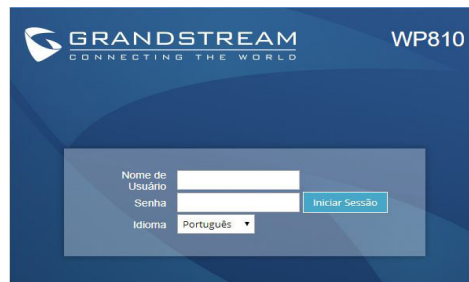 GRANDSTREAM
CONNECTING THE WORLD
WP810
Nome de
Usuário
Senha
Iniciar Sessão
Idioma
Português